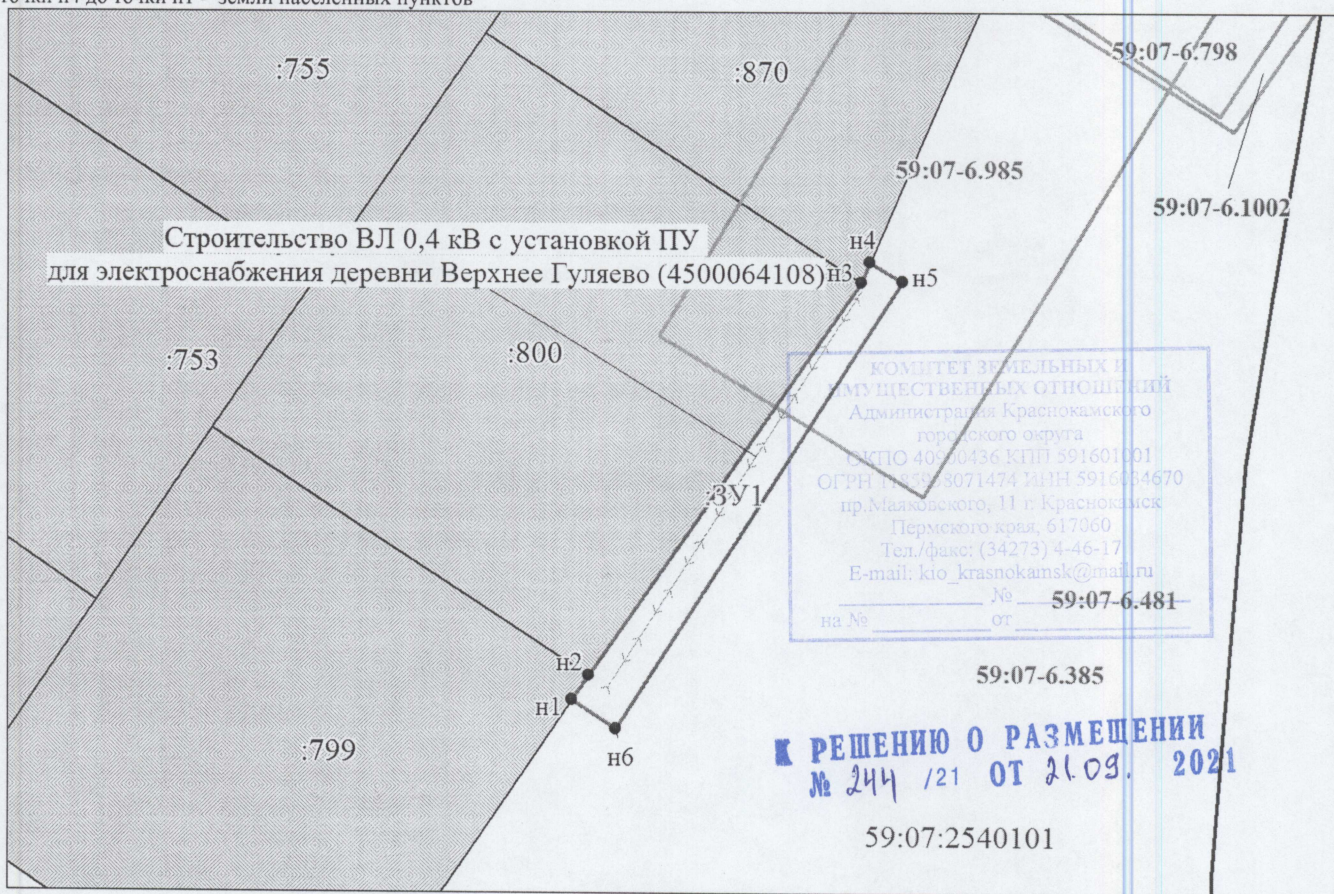 земли населенных пунктов
:755
:870
59:07-6.798
59:07-6.985
59:07-6.1002
Строительство ВЛ 0,4 кВ с установкой ПУ
для электроснабжения деревни Верхнее Гуляево (4500064108)
н4
н3
н5
:753
:800
КОМИТЕТ ЗЕМЕЛЬНЫХ И
ИМУЩЕСТВЕННЫХ ОТНОШЕНИЙ
Администрация Краснокамского
городского округа
ОКПО 40900436 КПП 591601001
:ЗУ1
ОГРН 1185958071474 ИНН 5916034670
пр.Маяковского, 11 г. Краснокамск
Пермского края, 617060
Тел./факс: (34273) 4-46-17
E-mail: kio_krasnokamsk@mail.ru
№
59:07-6.481
на № от
н2
59:07-6.385
н1
:799
н6
К РЕШЕНИЮ О РАЗМЕЩЕНИИ
№ 244 /21 ОТ 21.09. 2021
59:07:2540101